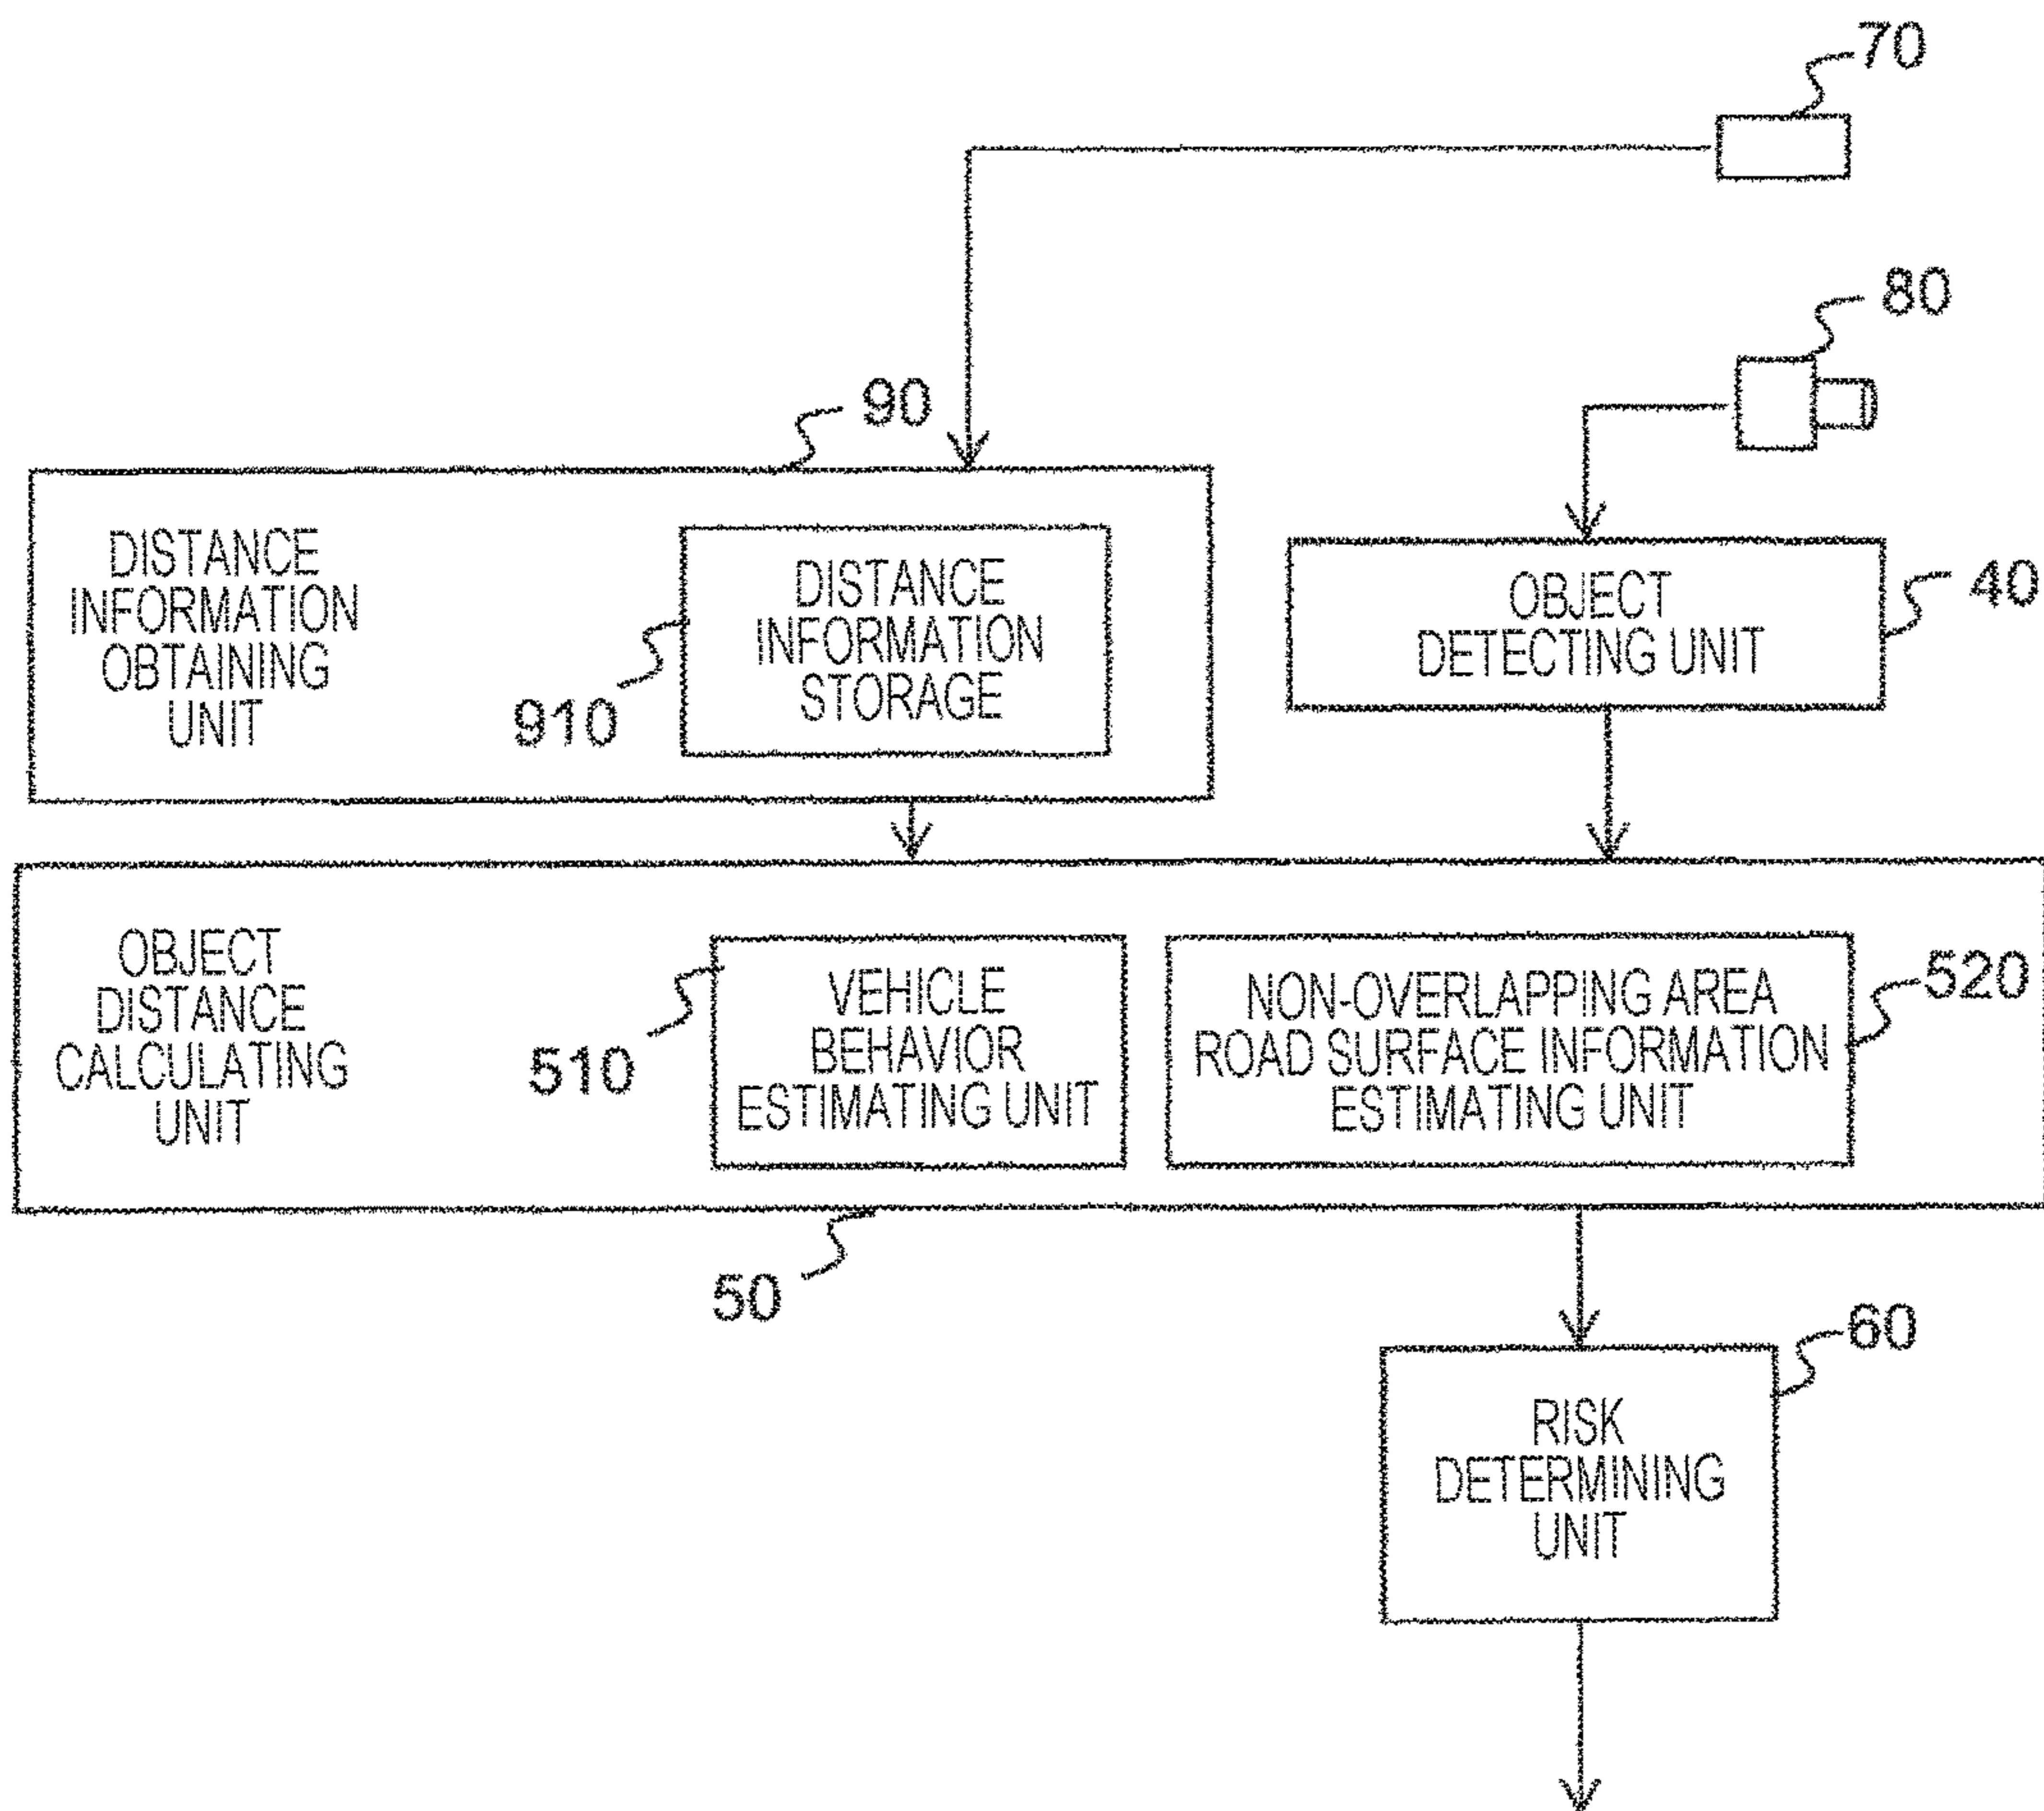 70
80
90
DISTANCE
INFORMATION
OBTAINING
UNIT
910
DISTANCE
INFORMATION
STORAGE
OBJECT
DETECTING UNIT
40
OBJECT
DISTANCE
CALCULATING
UNIT
510
VEHICLE
BEHAVIOR
ESTIMATING UNIT
NON-OVERLAPPING AREA
ROAD SURFACE INFORMATION
ESTIMATING UNIT
520
50
60
RISK
DETERMINING
UNIT